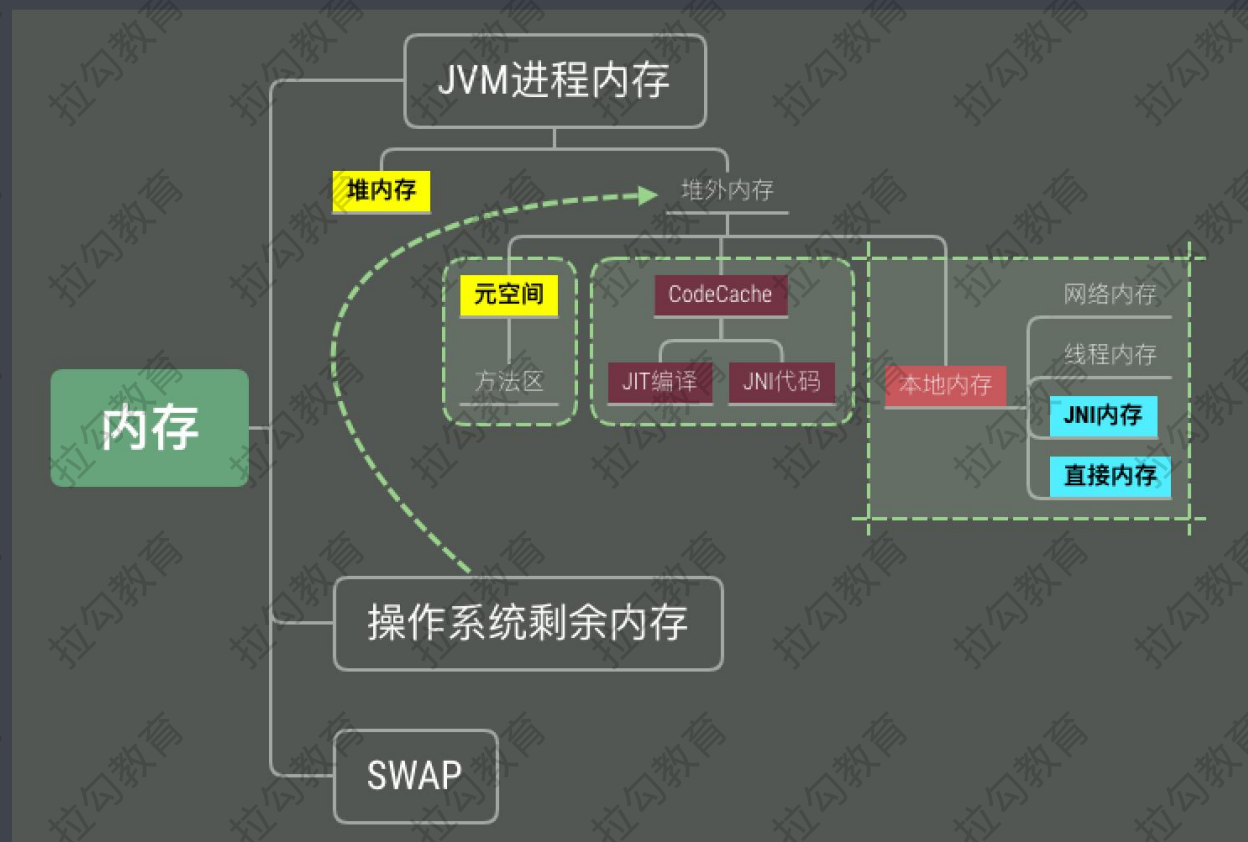 JVM进程内存
堆内存
堆外内存
元空间
CodeCache
网络内存
线程内存
方法区
JIT编译
JNI代码
本地内存
JNI内存
直接内存
内存
操作系统剩余内存
SWAP
拉勾教育